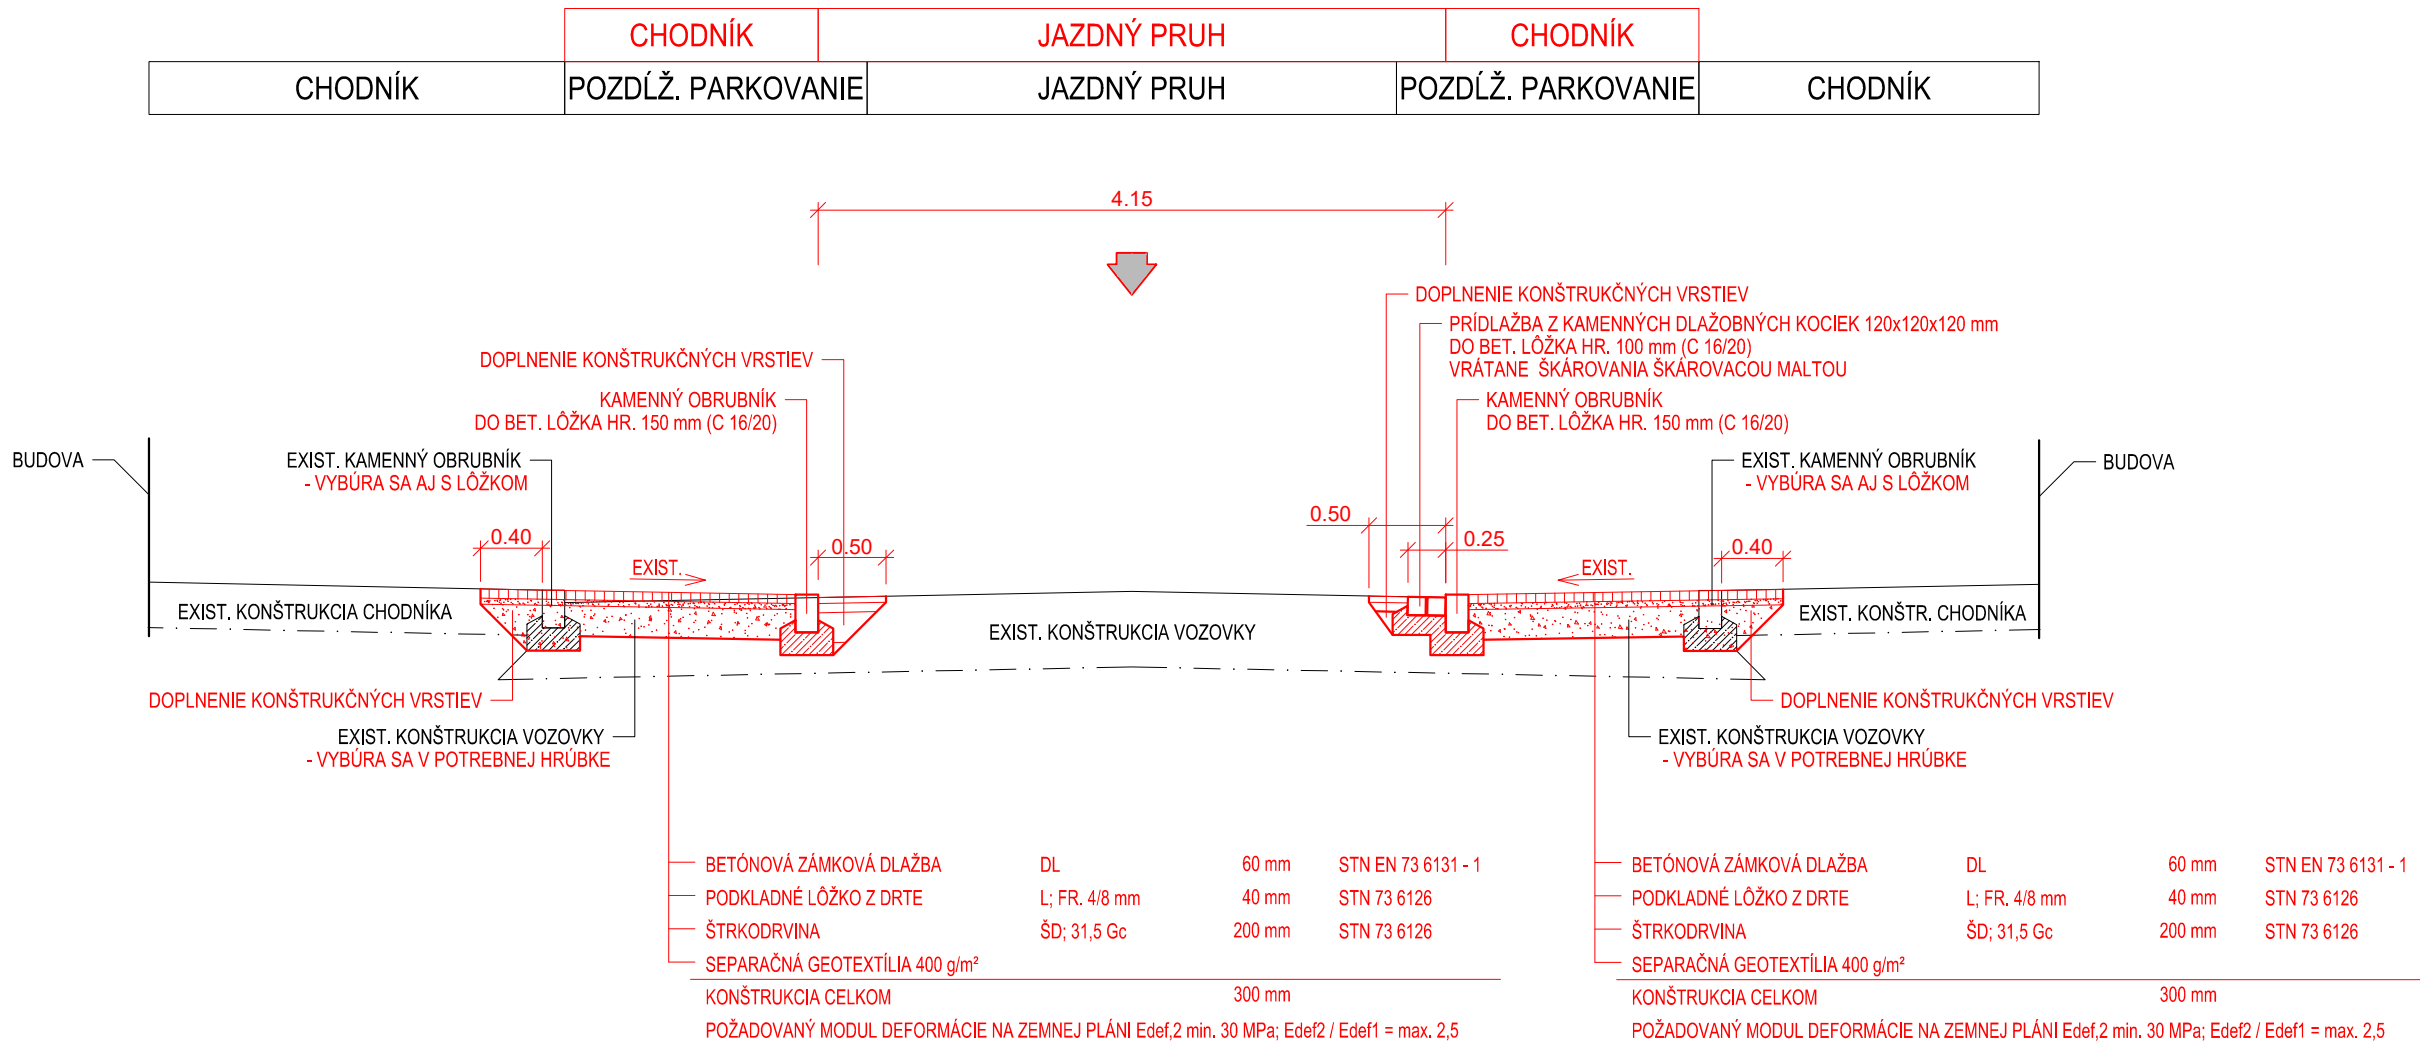 CHODNÍK JAZDNÝ PRUH CHODNÍK
CHODNÍK POZDĹŽ. PARKOVANIE JAZDNÝ PRUH POZDĹŽ. PARKOVANIE CHODNÍK
4.15
DOPLNENIE KONŠTRUKČNÝCH VRSTIEV
PRÍDLAŽBA Z KAMENNÝCH DLAŽOBNÝCH KOCIEK 120x120x120 mm
DO BET. LÔŽKA HR. 100 mm (C 16/20)
VRÁTANE ŠKÁROVANIA ŠKÁROVACOU MALTOU
DOPLNENIE KONŠTRUKČNÝCH VRSTIEV
KAMENNÝ OBRUBNÍK
DO BET. LÔŽKA HR. 150 mm (C 16/20)
KAMENNÝ OBRUBNÍK
DO BET. LÔŽKA HR. 150 mm (C 16/20)
BUDOVA
EXIST. KAMENNÝ OBRUBNÍK
- VYBÚRA SA AJ S LÔŽKOM
EXIST. KAMENNÝ OBRUBNÍK
- VYBÚRA SA AJ S LÔŽKOM
BUDOVA
0.40
0.50
0.50
0.25
0.40
EXIST.
EXIST.
EXIST. KONŠTRUKCIA CHODNÍKA
EXIST. KONŠTRUKCIA VOZOVKY
EXIST. KONŠTR. CHODNÍKA
DOPLNENIE KONŠTRUKČNÝCH VRSTIEV
DOPLNENIE KONŠTRUKČNÝCH VRSTIEV
EXIST. KONŠTRUKCIA VOZOVKY
- VYBÚRA SA V POTREBNEJ HRÚBKE
EXIST. KONŠTRUKCIA VOZOVKY
- VYBÚRA SA V POTREBNEJ HRÚBKE
BETÓNOVÁ ZÁMKOVÁ DLAŽBA DL 60 mm STN EN 73 6131 - 1
PODKLADNÉ LÔŽKO Z DRTE L; FR. 4/8 mm 40 mm STN 73 6126
ŠTRKODRVINA ŠD; 31,5 Gc 200 mm STN 73 6126
SEPARAČNÁ GEOTEXTÍLIA 400 g/m²
KONŠTRUKCIA CELKOM 300 mm
POŽADOVANÝ MODUL DEFORMÁCIE NA ZEMNEJ PLÁNI Edef,2 min. 30 MPa; Edef2 / Edef1 = max. 2,5
BETÓNOVÁ ZÁMKOVÁ DLAŽBA DL 60 mm STN EN 73 6131 - 1
PODKLADNÉ LÔŽKO Z DRTE L; FR. 4/8 mm 40 mm STN 73 6126
ŠTRKODRVINA ŠD; 31,5 Gc 200 mm STN 73 6126
SEPARAČNÁ GEOTEXTÍLIA 400 g/m²
KONŠTRUKCIA CELKOM 300 mm
POŽADOVANÝ MODUL DEFORMÁCIE NA ZEMNEJ PLÁNI Edef,2 min. 30 MPa; Edef2 / Edef1 = max. 2,5